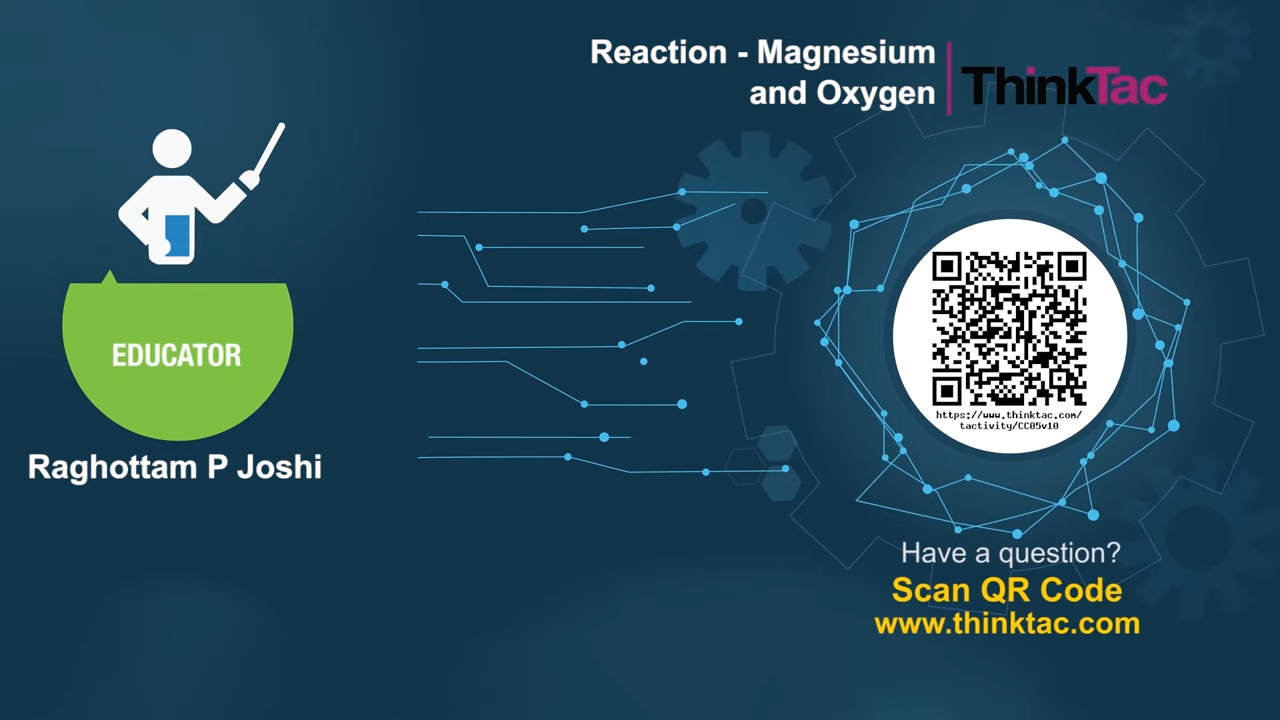 Reaction - Magnesium
and Oxygen
ThinkTac
EDUCATOR
Raghottam P Joshi
https://www.thinktac.com/
tactivity/CC05v10
Have a question?
Scan QR Code
www.thinktac.com